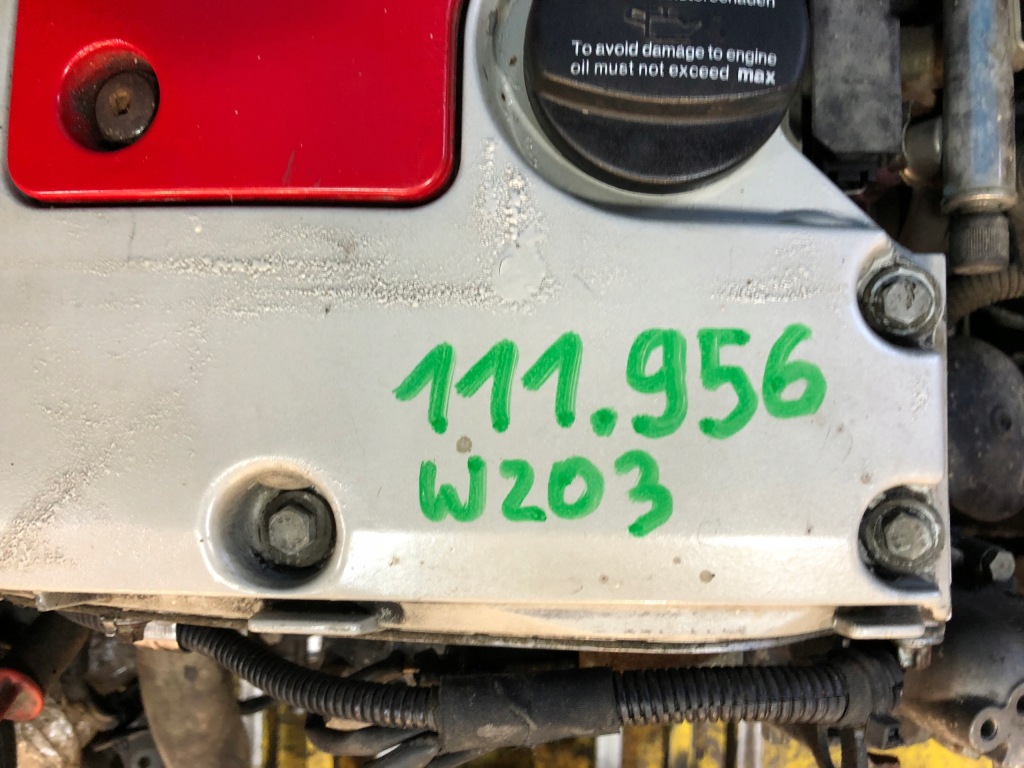 To avoid damage to engine
oil must not exceed max
111.956
W203